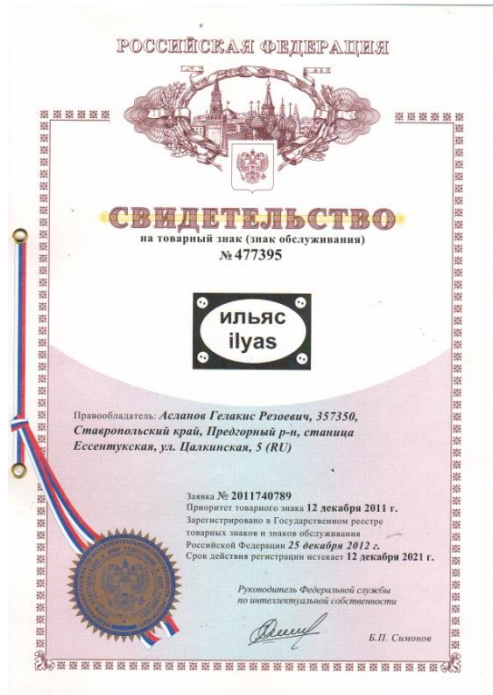 РОССИЙСКАЯ ФЕДЕРАЦИЯ
СВИДЕТЕЛЬСТВО
на товарный знак (знак обслуживания)
№ 477395
ИЛЬЯС
ilyas
Правообладатель: Асланов Гелакис Резоевич, 357350,
Ставропольский край, Предгорный р-н, станица
Ессентукская, ул. Цалкинская, 5 (RU)
Заявка № 2011740789
Приоритет товарного знака 12 декабря 2011 г.
Зарегистрировано в Государственном реестре
товарных знаков и знаков обслуживания
Российской Федерации 25 декабря 2012 г.
Срок действия регистрации истекает 12 декабря 2021 г.
Руководитель Федеральной службы
по интеллектуальной собственности
Б.П. Симонов